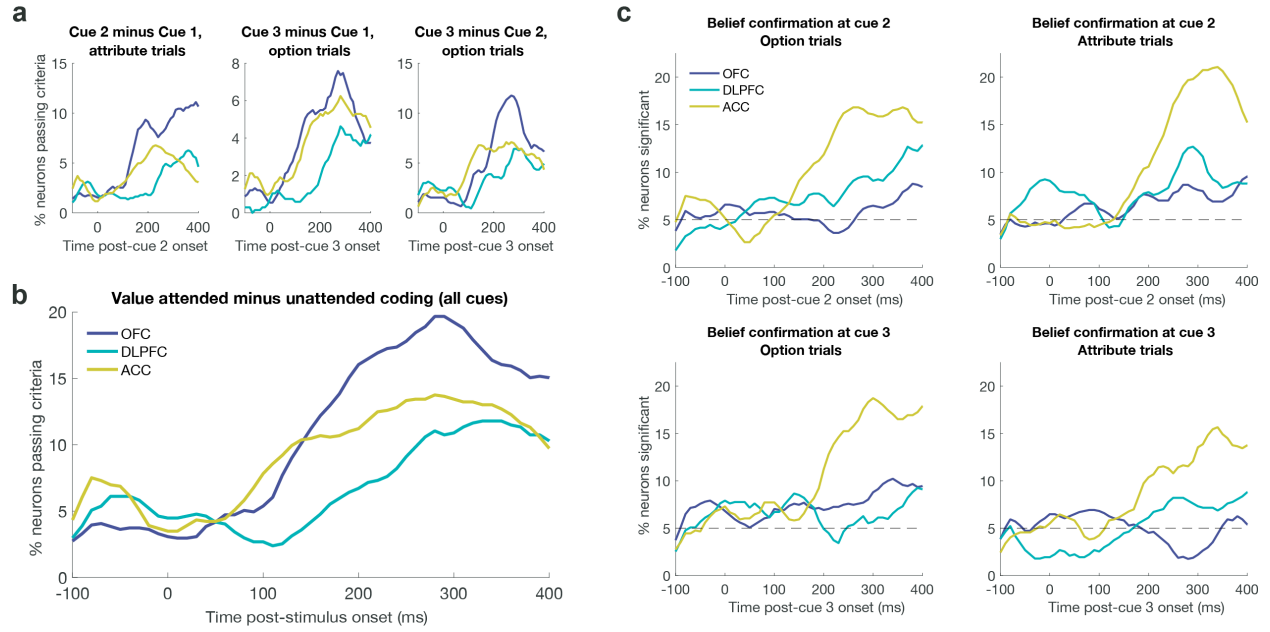 a
Cue 2 minus Cue 1,
attribute trials
% neurons passing criteria
15
10
5
0
0
200
400
Time post-cue 2 onset
Cue 3 minus Cue 1,
option trials
8
6
4
2
0
0
200
400
Time post-cue 3 onset
Cue 3 minus Cue 2,
option trials
15
10
5
0
0
200
400
Time post-cue 3 onset
b
Value attended minus unattended coding (all cues)
% neurons passing criteria
20
15
10
5
0
OFC
DLPFC
ACC
-100
0
100
200
300
400
Time post-stimulus onset (ms)
c
Belief confirmation at cue 2
Option trials
% neurons significant
20
15
10
5
0
OFC
DLPFC
ACC
-100
0
100
200
300
400
Time post-cue 2 onset (ms)
Belief confirmation at cue 2
Attribute trials
20
15
10
5
0
-100
0
100
200
300
400
Time post-cue 2 onset (ms)
Belief confirmation at cue 3
Option trials
% neurons significant
20
15
10
5
0
-100
0
100
200
300
400
Time post-cue 3 onset (ms)
Belief confirmation at cue 3
Attribute trials
20
15
10
5
0
-100
0
100
200
300
400
Time post-cue 3 onset (ms)